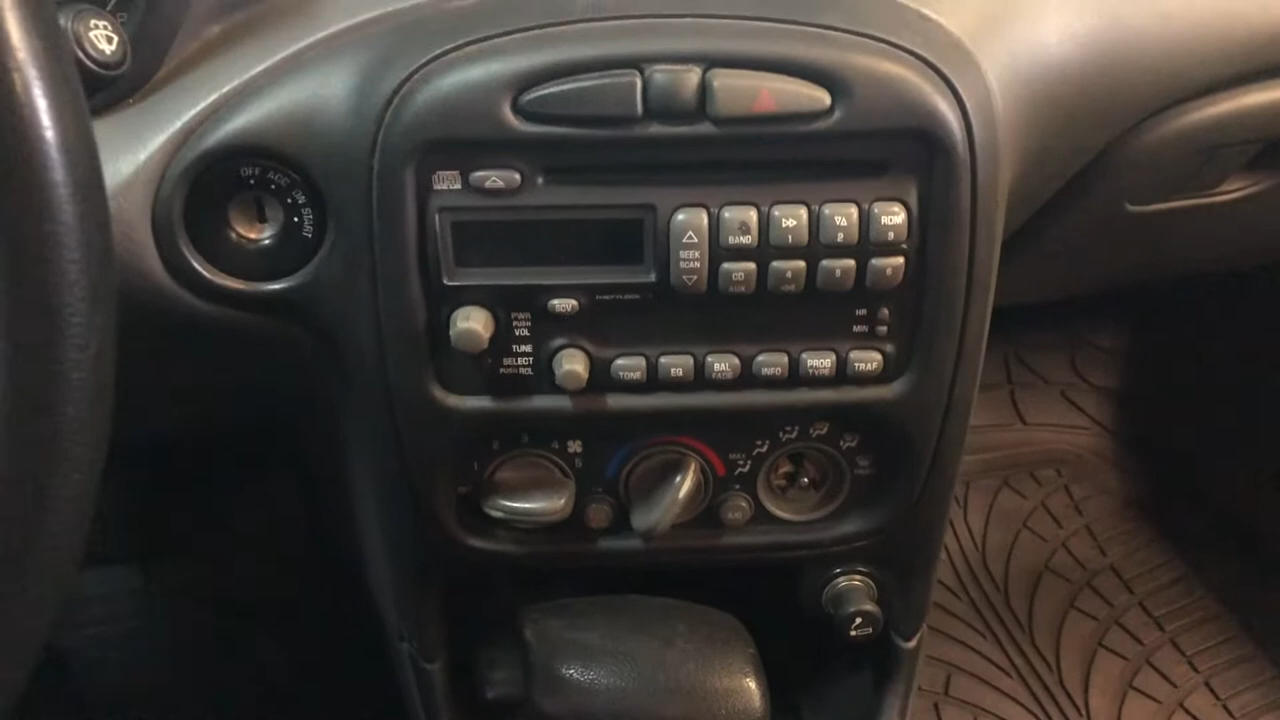 OFF ACC ON START
SEEK
SCAN
BAND
1
2
RDM
3
CD
AUX
4
5
6
THEFTLOCK
SCV
PWR
PUSH
VOL
HR
MIN
TUNE
SELECT
PUSH RCL
TONE
EQ
BAL
FADE
INFO
PROG
TYPE
TRAF
1 2 3 4 5
MAX
A/C